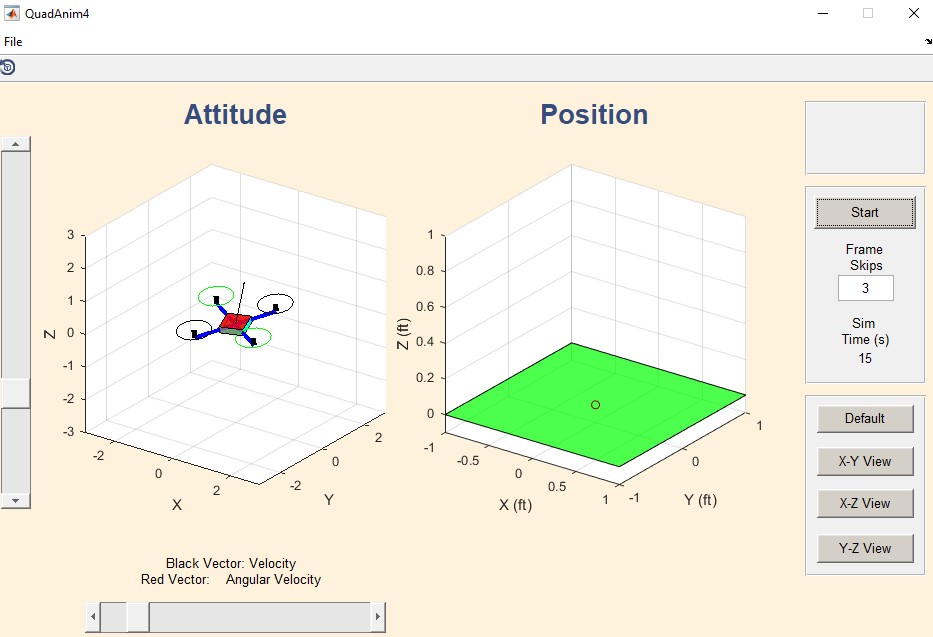 QuadAnim4
File
Attitude
Position
3
2
1
0
-1
-2
-3
Z
-2
0
2
X
-2
0
2
Y
1
0.8
0.6
0.4
0.2
0
Z (ft)
-1
-0.5
0
0.5
1
X (ft)
-1
0
1
Y (ft)
Start
Frame
Skips
3
Sim
Time (s)
15
Default
X-Y View
X-Z View
Y-Z View
Black Vector: Velocity
Red Vector: Angular Velocity